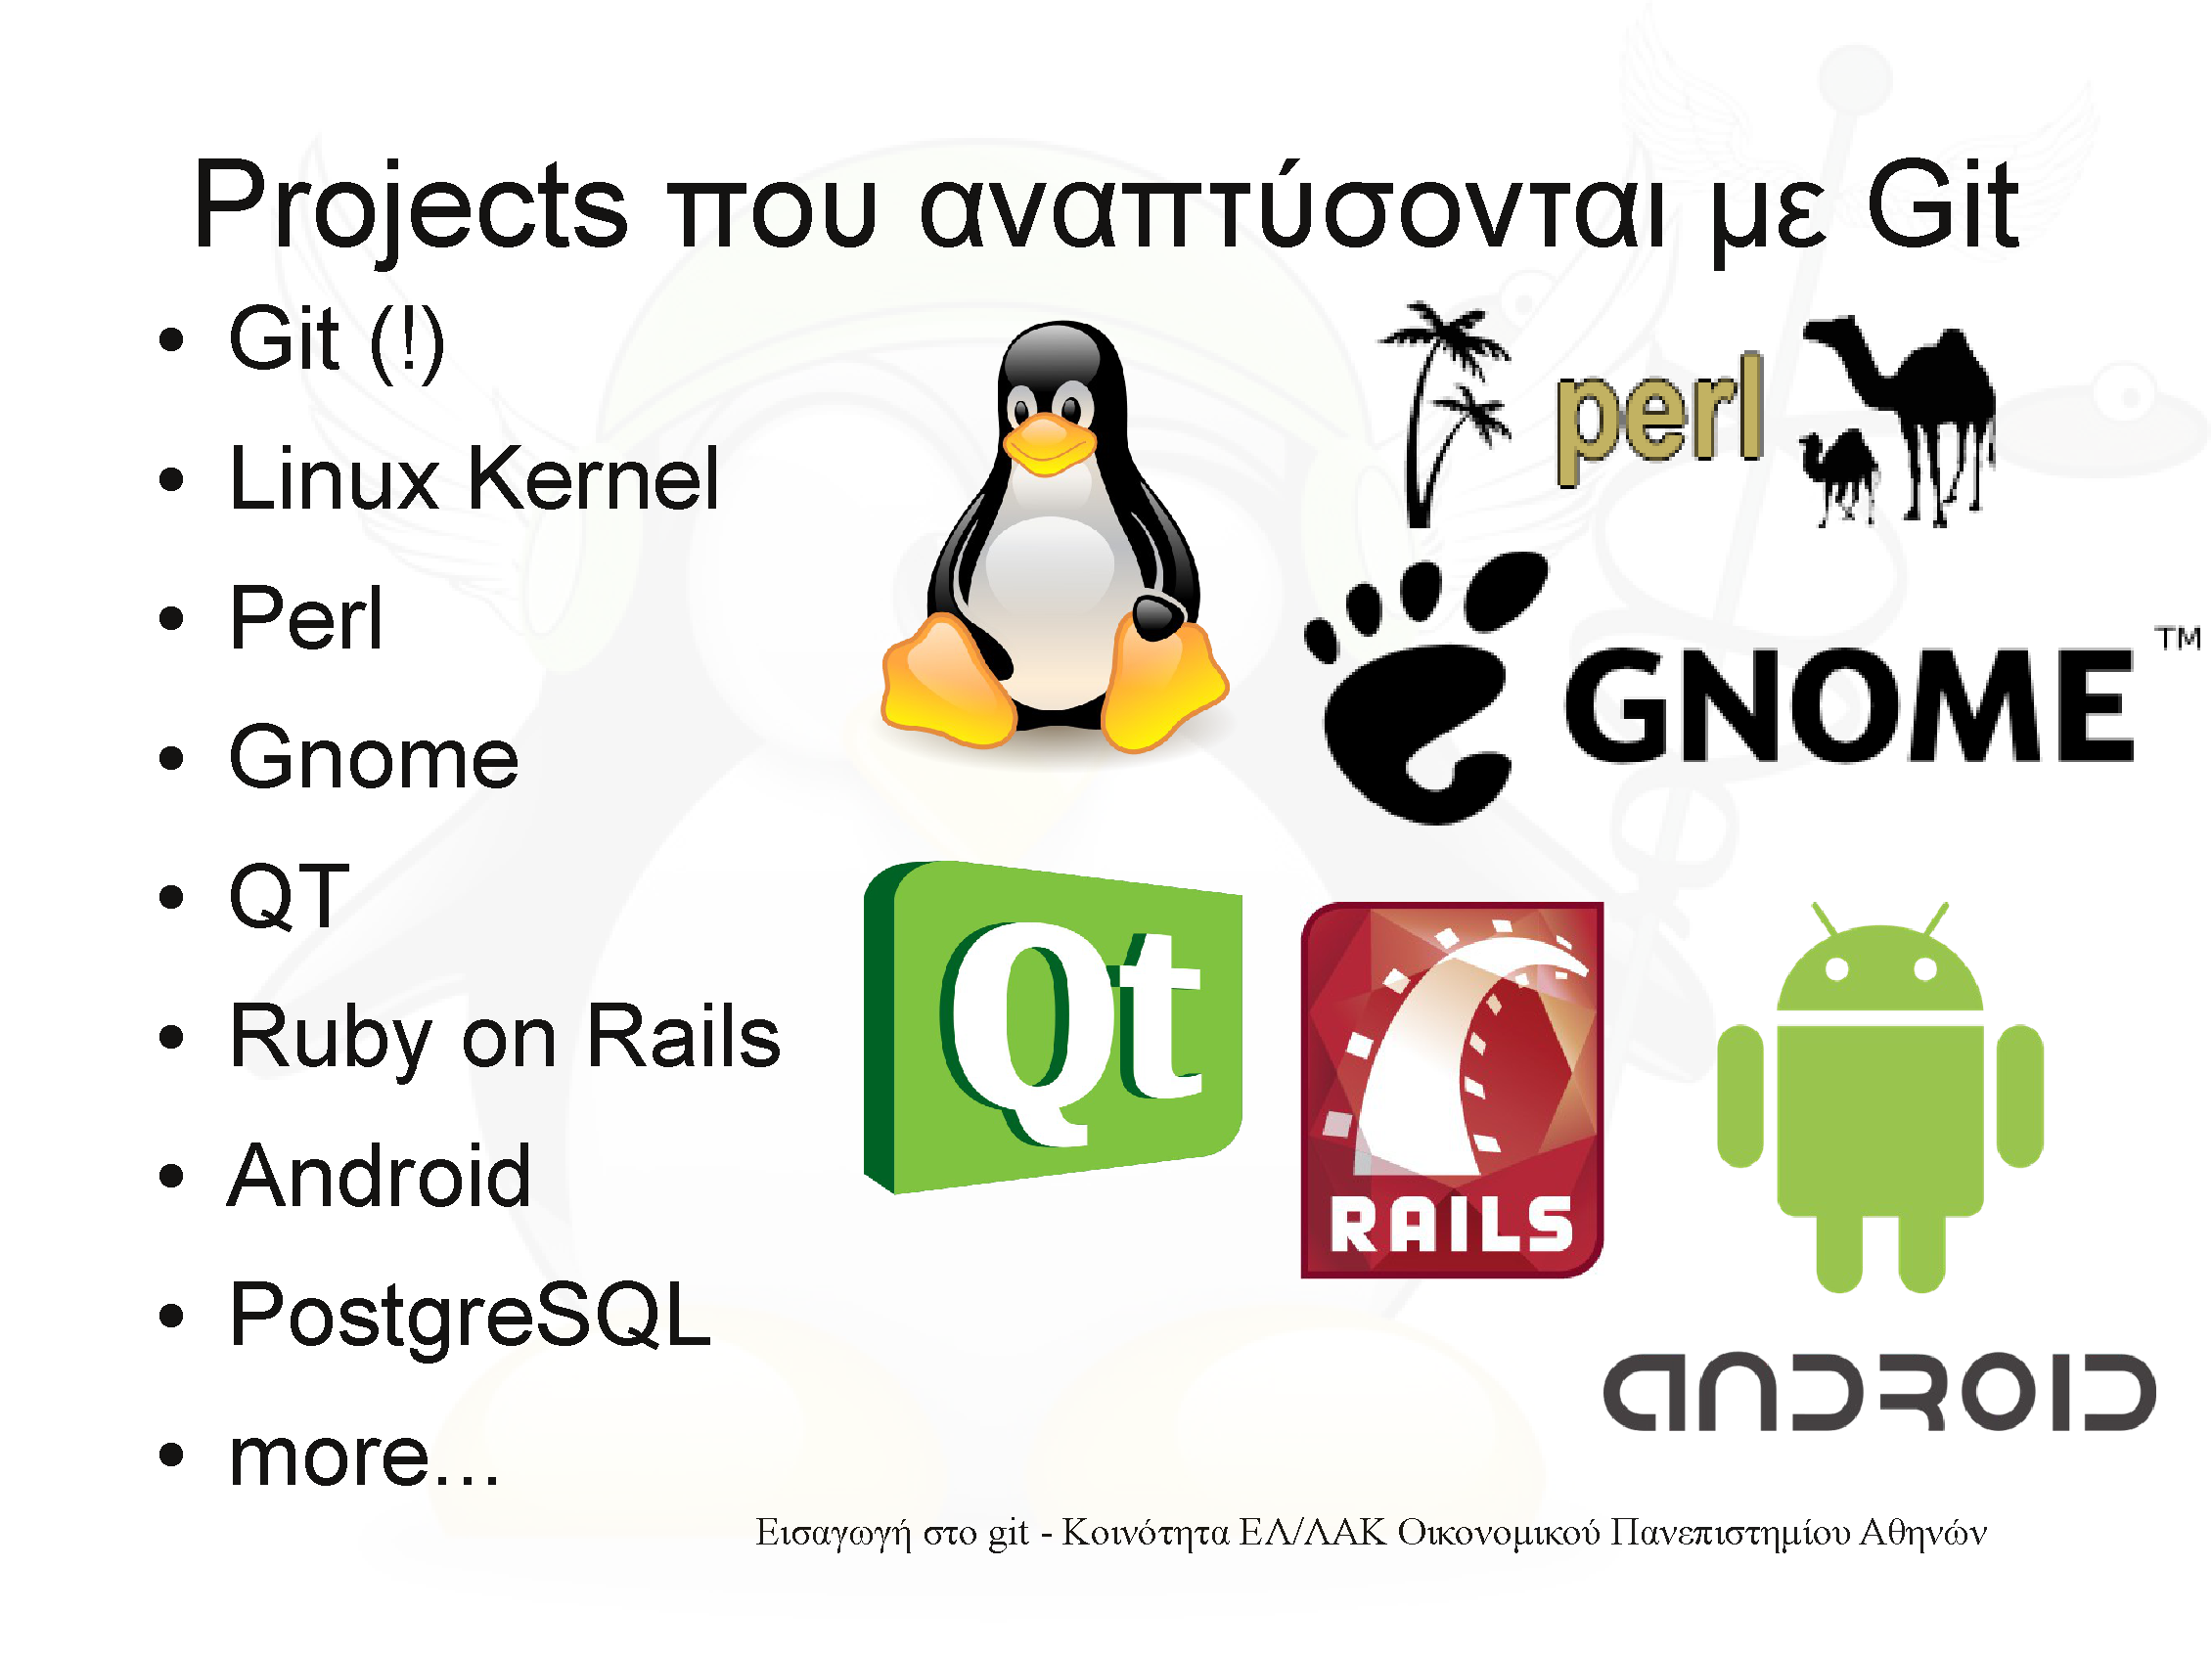 Projects που αναπτύσονται με Git
• Git (!)
• Linux Kernel
• Perl
• Gnome
• QT
• Ruby on Rails
• Android
• PostgreSQL
• more...
perl
GNOME™
Qt
RAILS
ANDROID
Εισαγωγή στο git - Κοινότητα ΕΛ/ΛΑΚ Οικονομικού Πανεπιστημίου Αθηνών